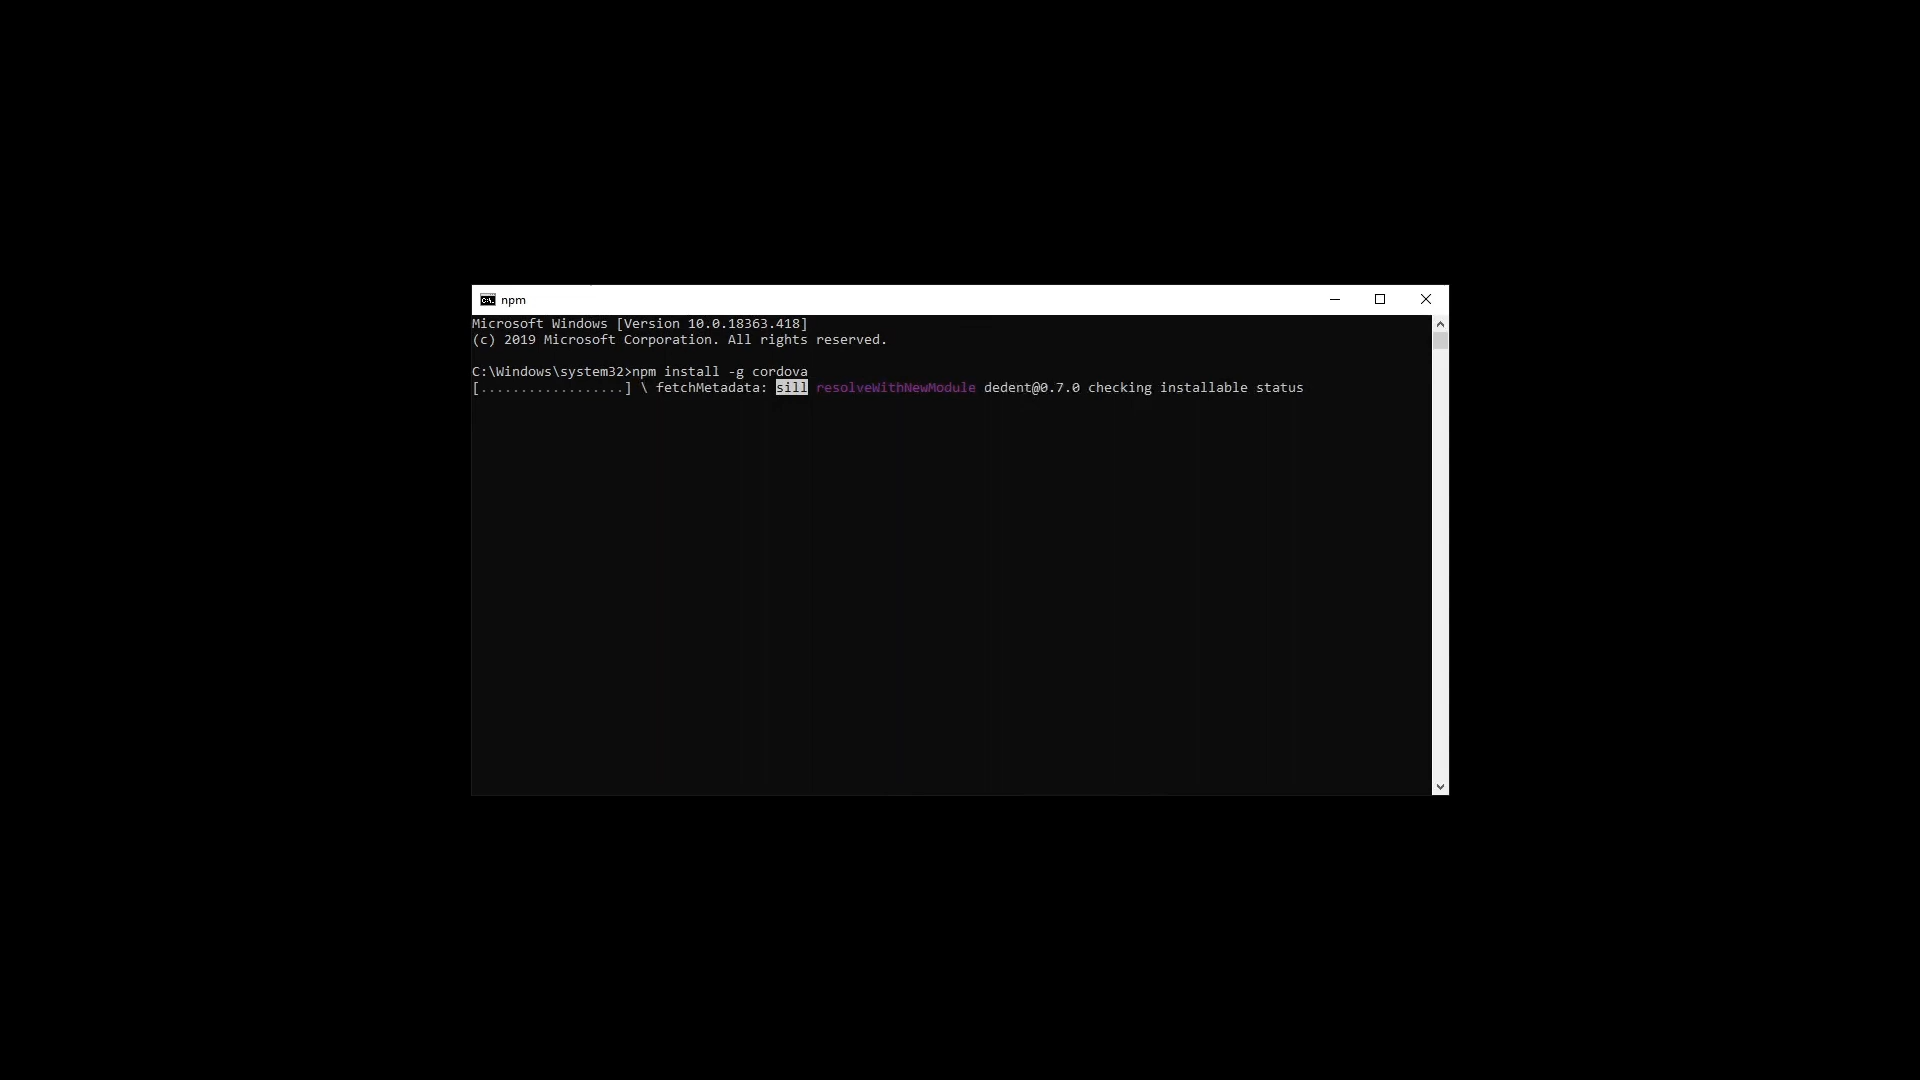 npm
Microsoft Windows [Version 10.0.18363.418]
(c) 2019 Microsoft Corporation. All rights reserved.
C:\Windows\system32>npm install -g cordova
[..................] \ fetchMetadata: sill resolveWithNewModule dedent@0.7.0 checking installable status